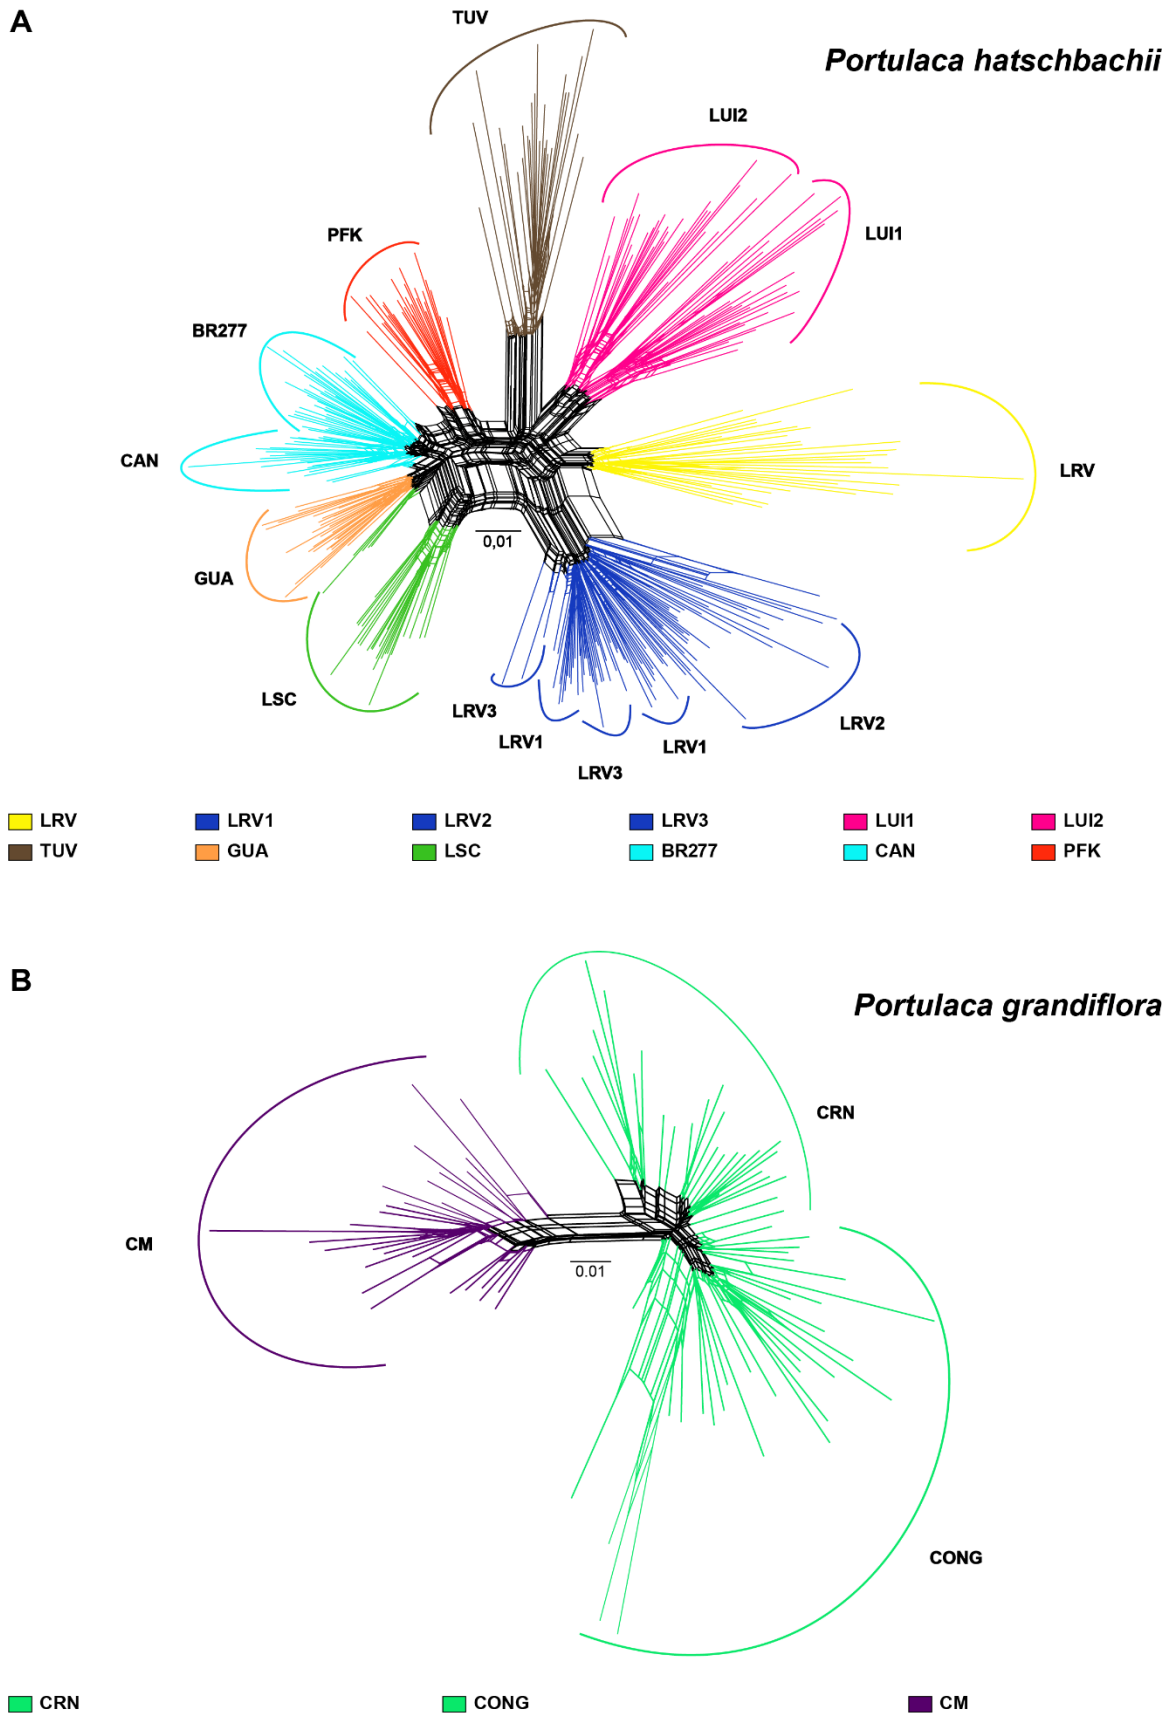 A
TUV
Portulaca hatschbachii
LUI2
PFK
LUI1
BR277
CAN
LRV
0,01
GUA
LSC
LRV3
LRV1
LRV3
LRV1
LRV2
LRV LRV1 LRV2 LRV3 LUI1 LUI2
TUV GUA LSC BR277 CAN PFK
B
Portulaca grandiflora
CRN
CM
0.01
CONG
CRN CONG CM